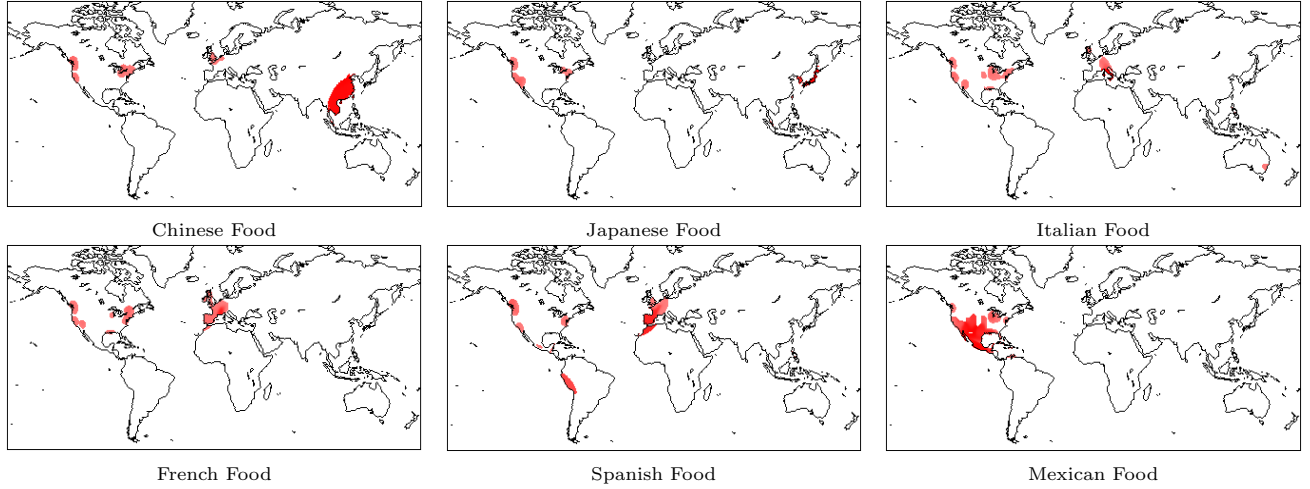 Chinese Food
Japanese Food
Italian Food
French Food
Spanish Food
Mexican Food